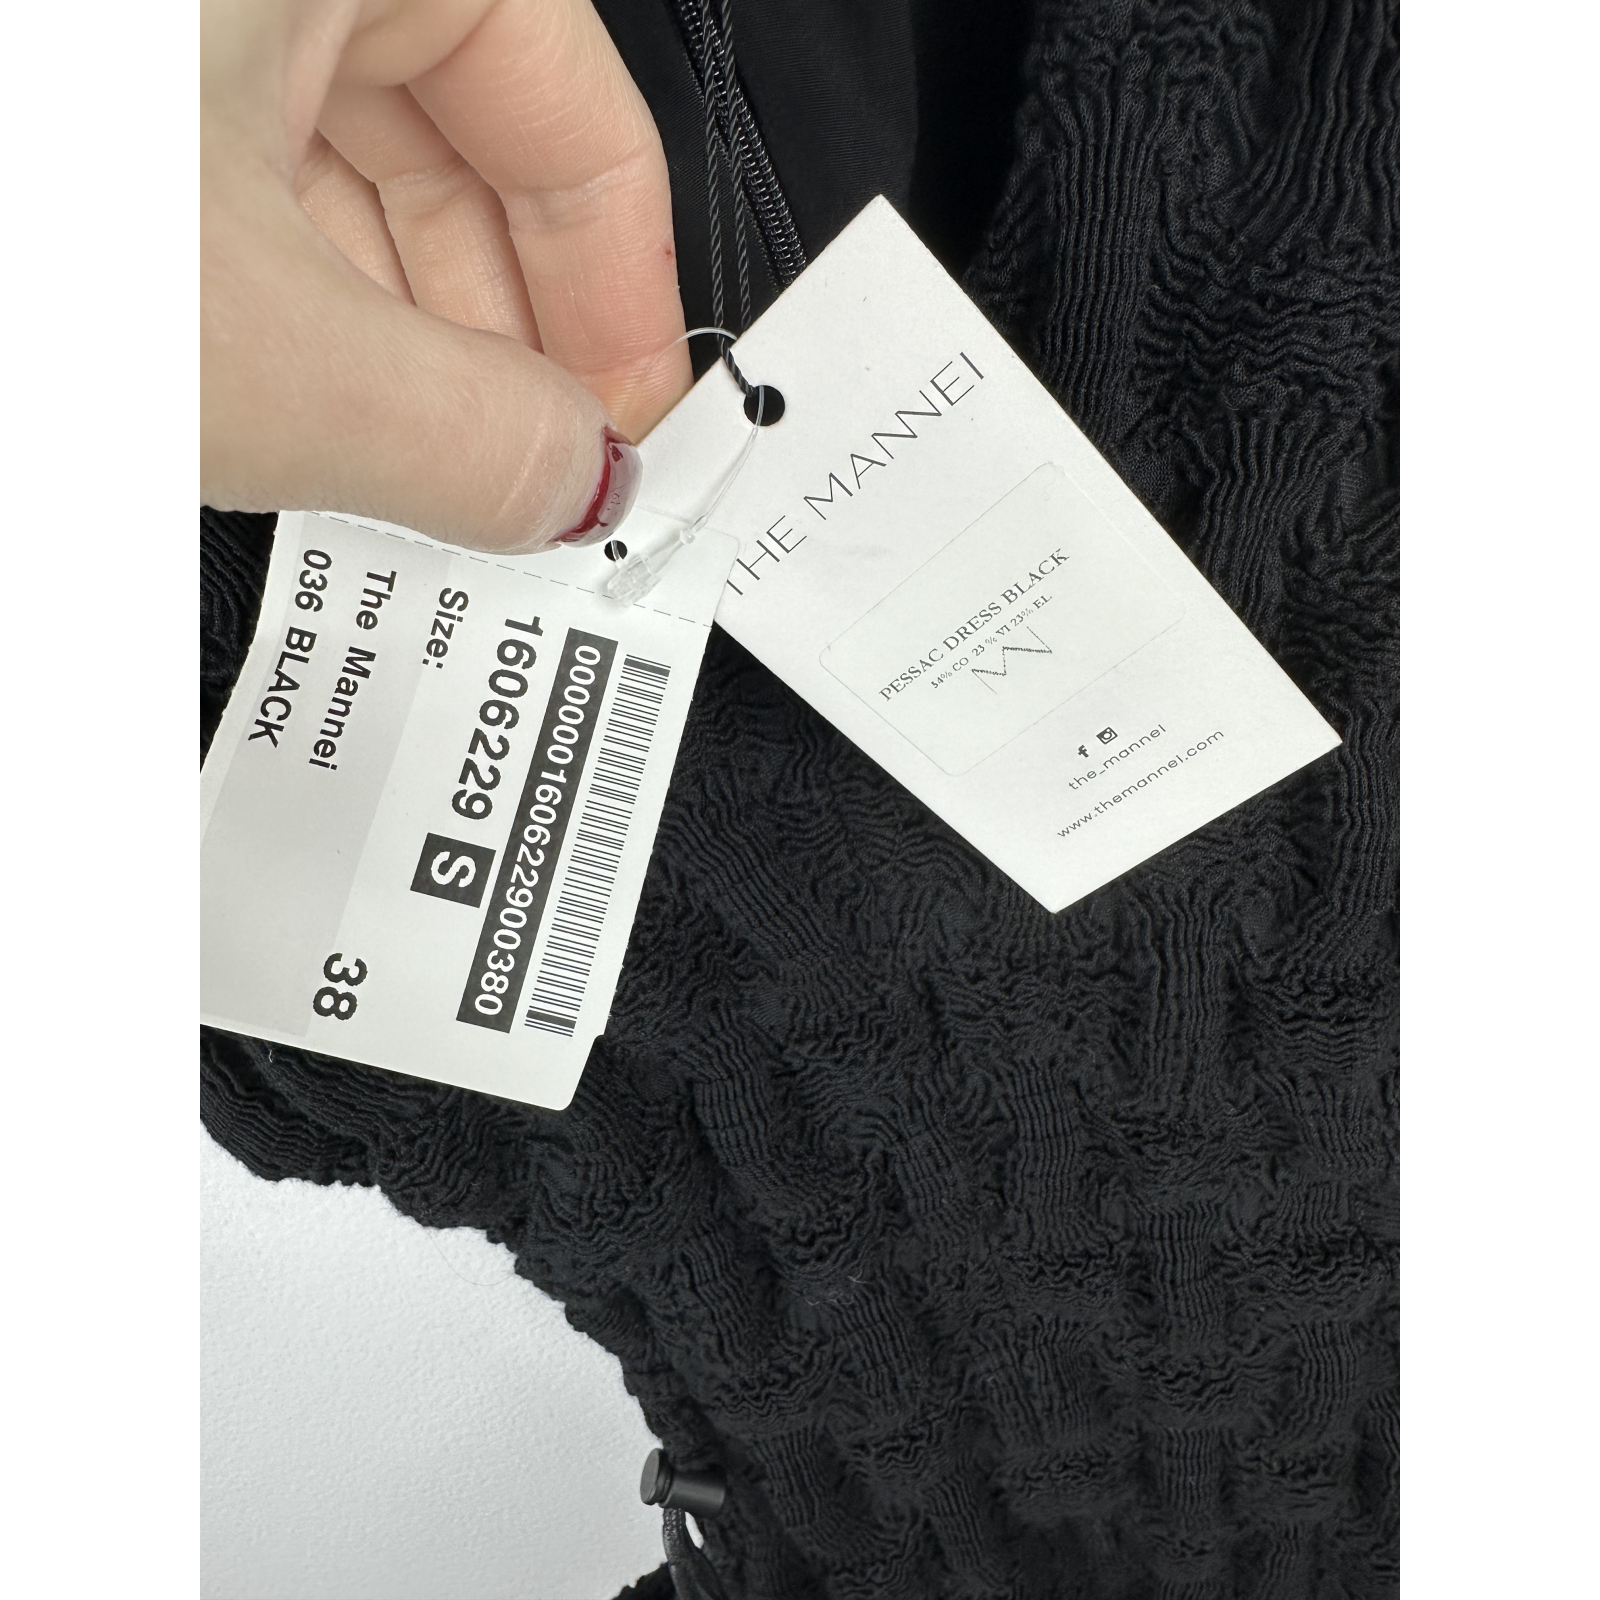 THE MANNEI
PESSAC DRESS BLACK
54% CO 23 % VI 23% EL
the_mannei
www.themannei.com
000000160622900380
1606229 S
Size:
The Mannei
036 BLACK
38